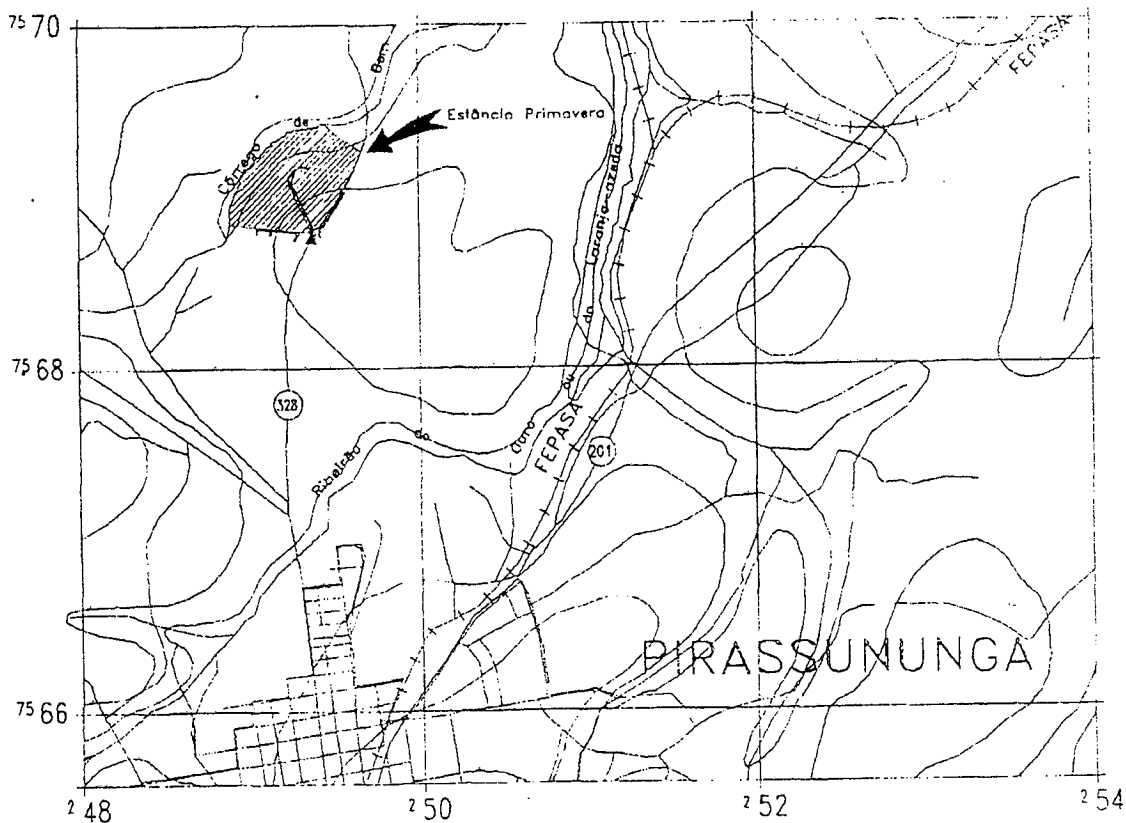 75 70
FEPASA
Bom
de
Córrego
Estância Primavera
Laranja Azeda
do
ou
75 68
328
Ouro
do
Ribeirão
FEPASA
201
PIRASSUNUNGA
75 66
2 48
2 50
2 52
2 54